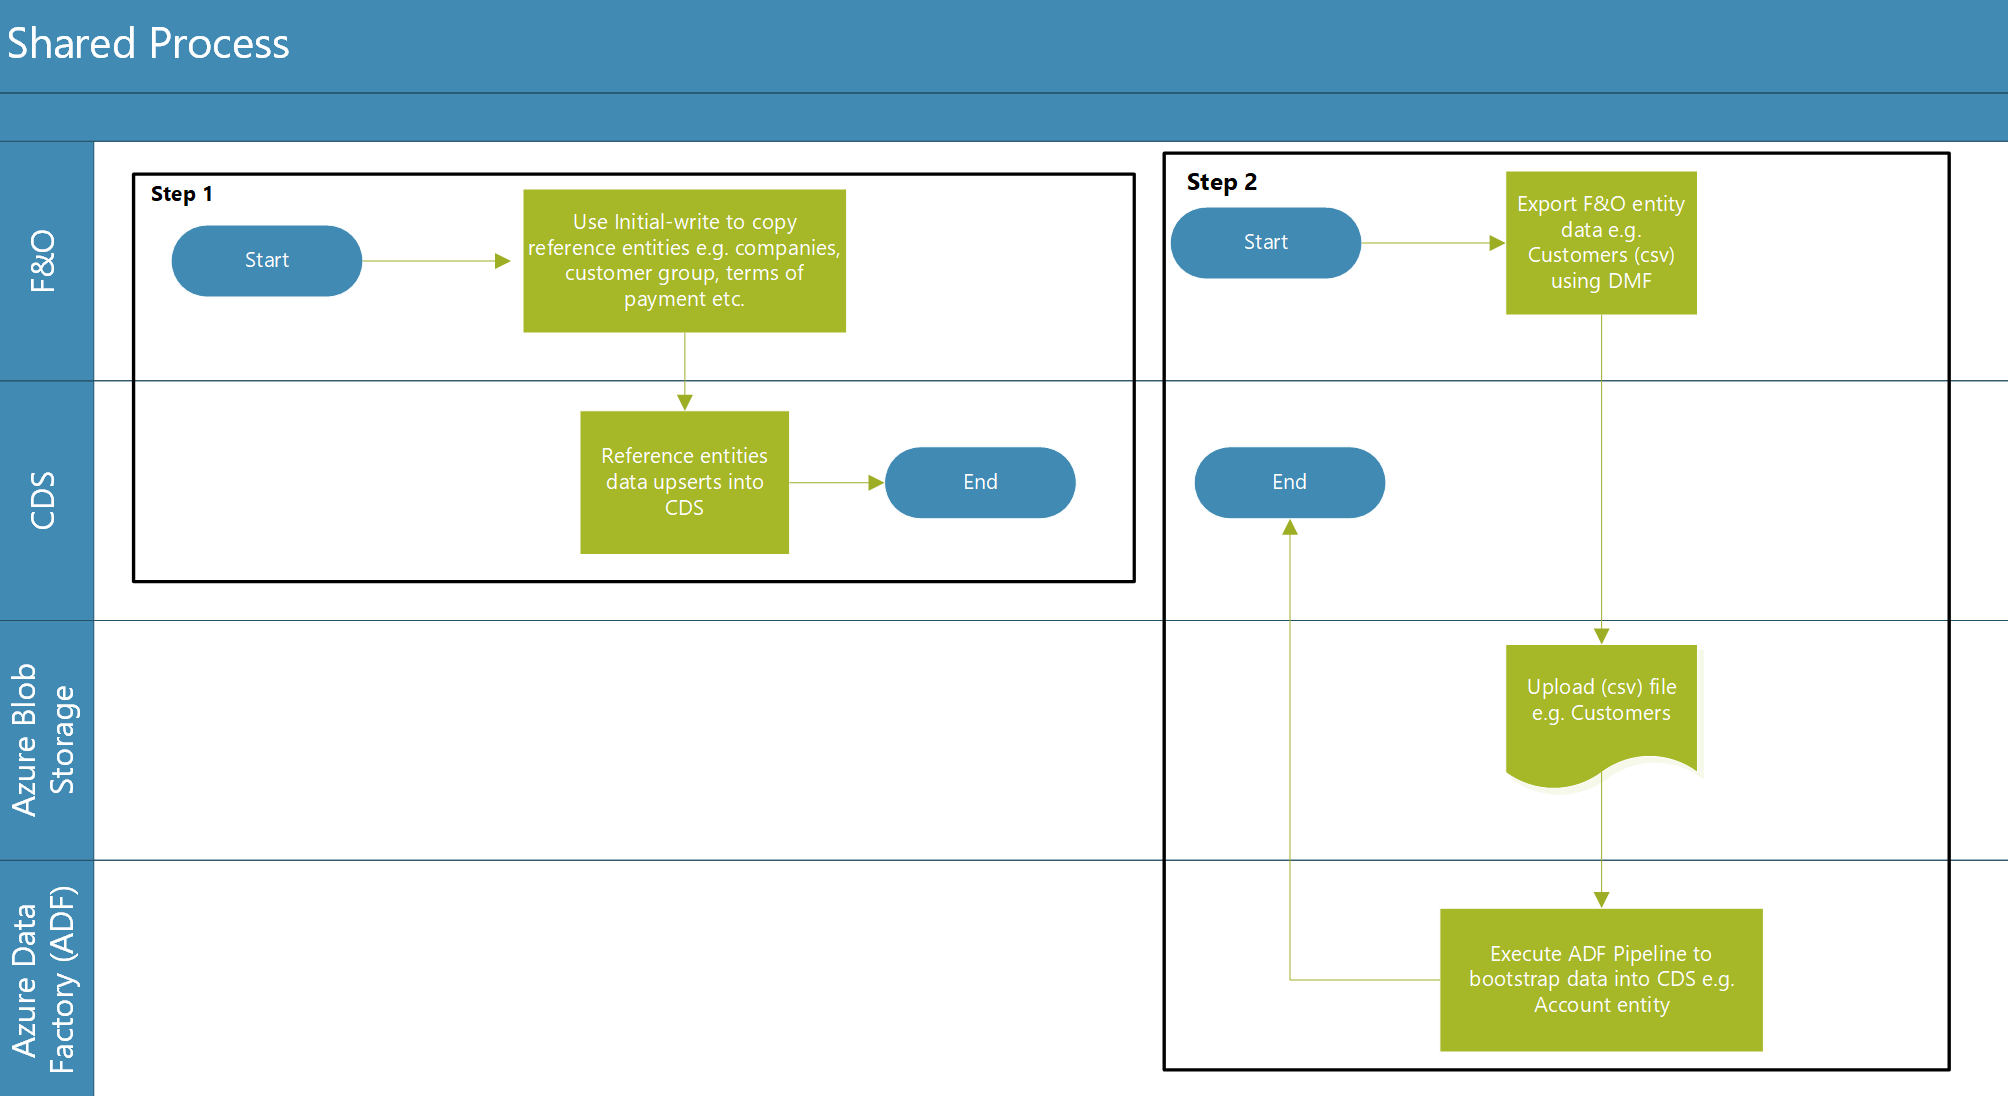 Shared Process
F&O
Step 1
Start
Use Initial-write to copy
reference entities e.g. companies,
customer group, terms of
payment etc.
Step 2
Start
Export F&O entity
data e.g.
Customers (csv)
using DMF
CDS
Reference entities
data upserts into
CDS
End
End
Azure Blob
Storage
Upload (csv) file
e.g. Customers
Azure Data
Factory (ADF)
Execute ADF Pipeline to
bootstrap data into CDS e.g.
Account entity